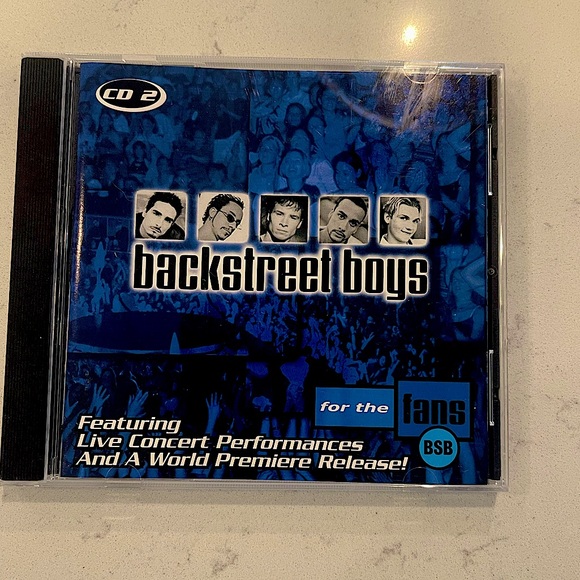 CD 2
backstreet boys
for the fans
BSB
Featuring
Live Concert Performances
And A World Premiere Release!